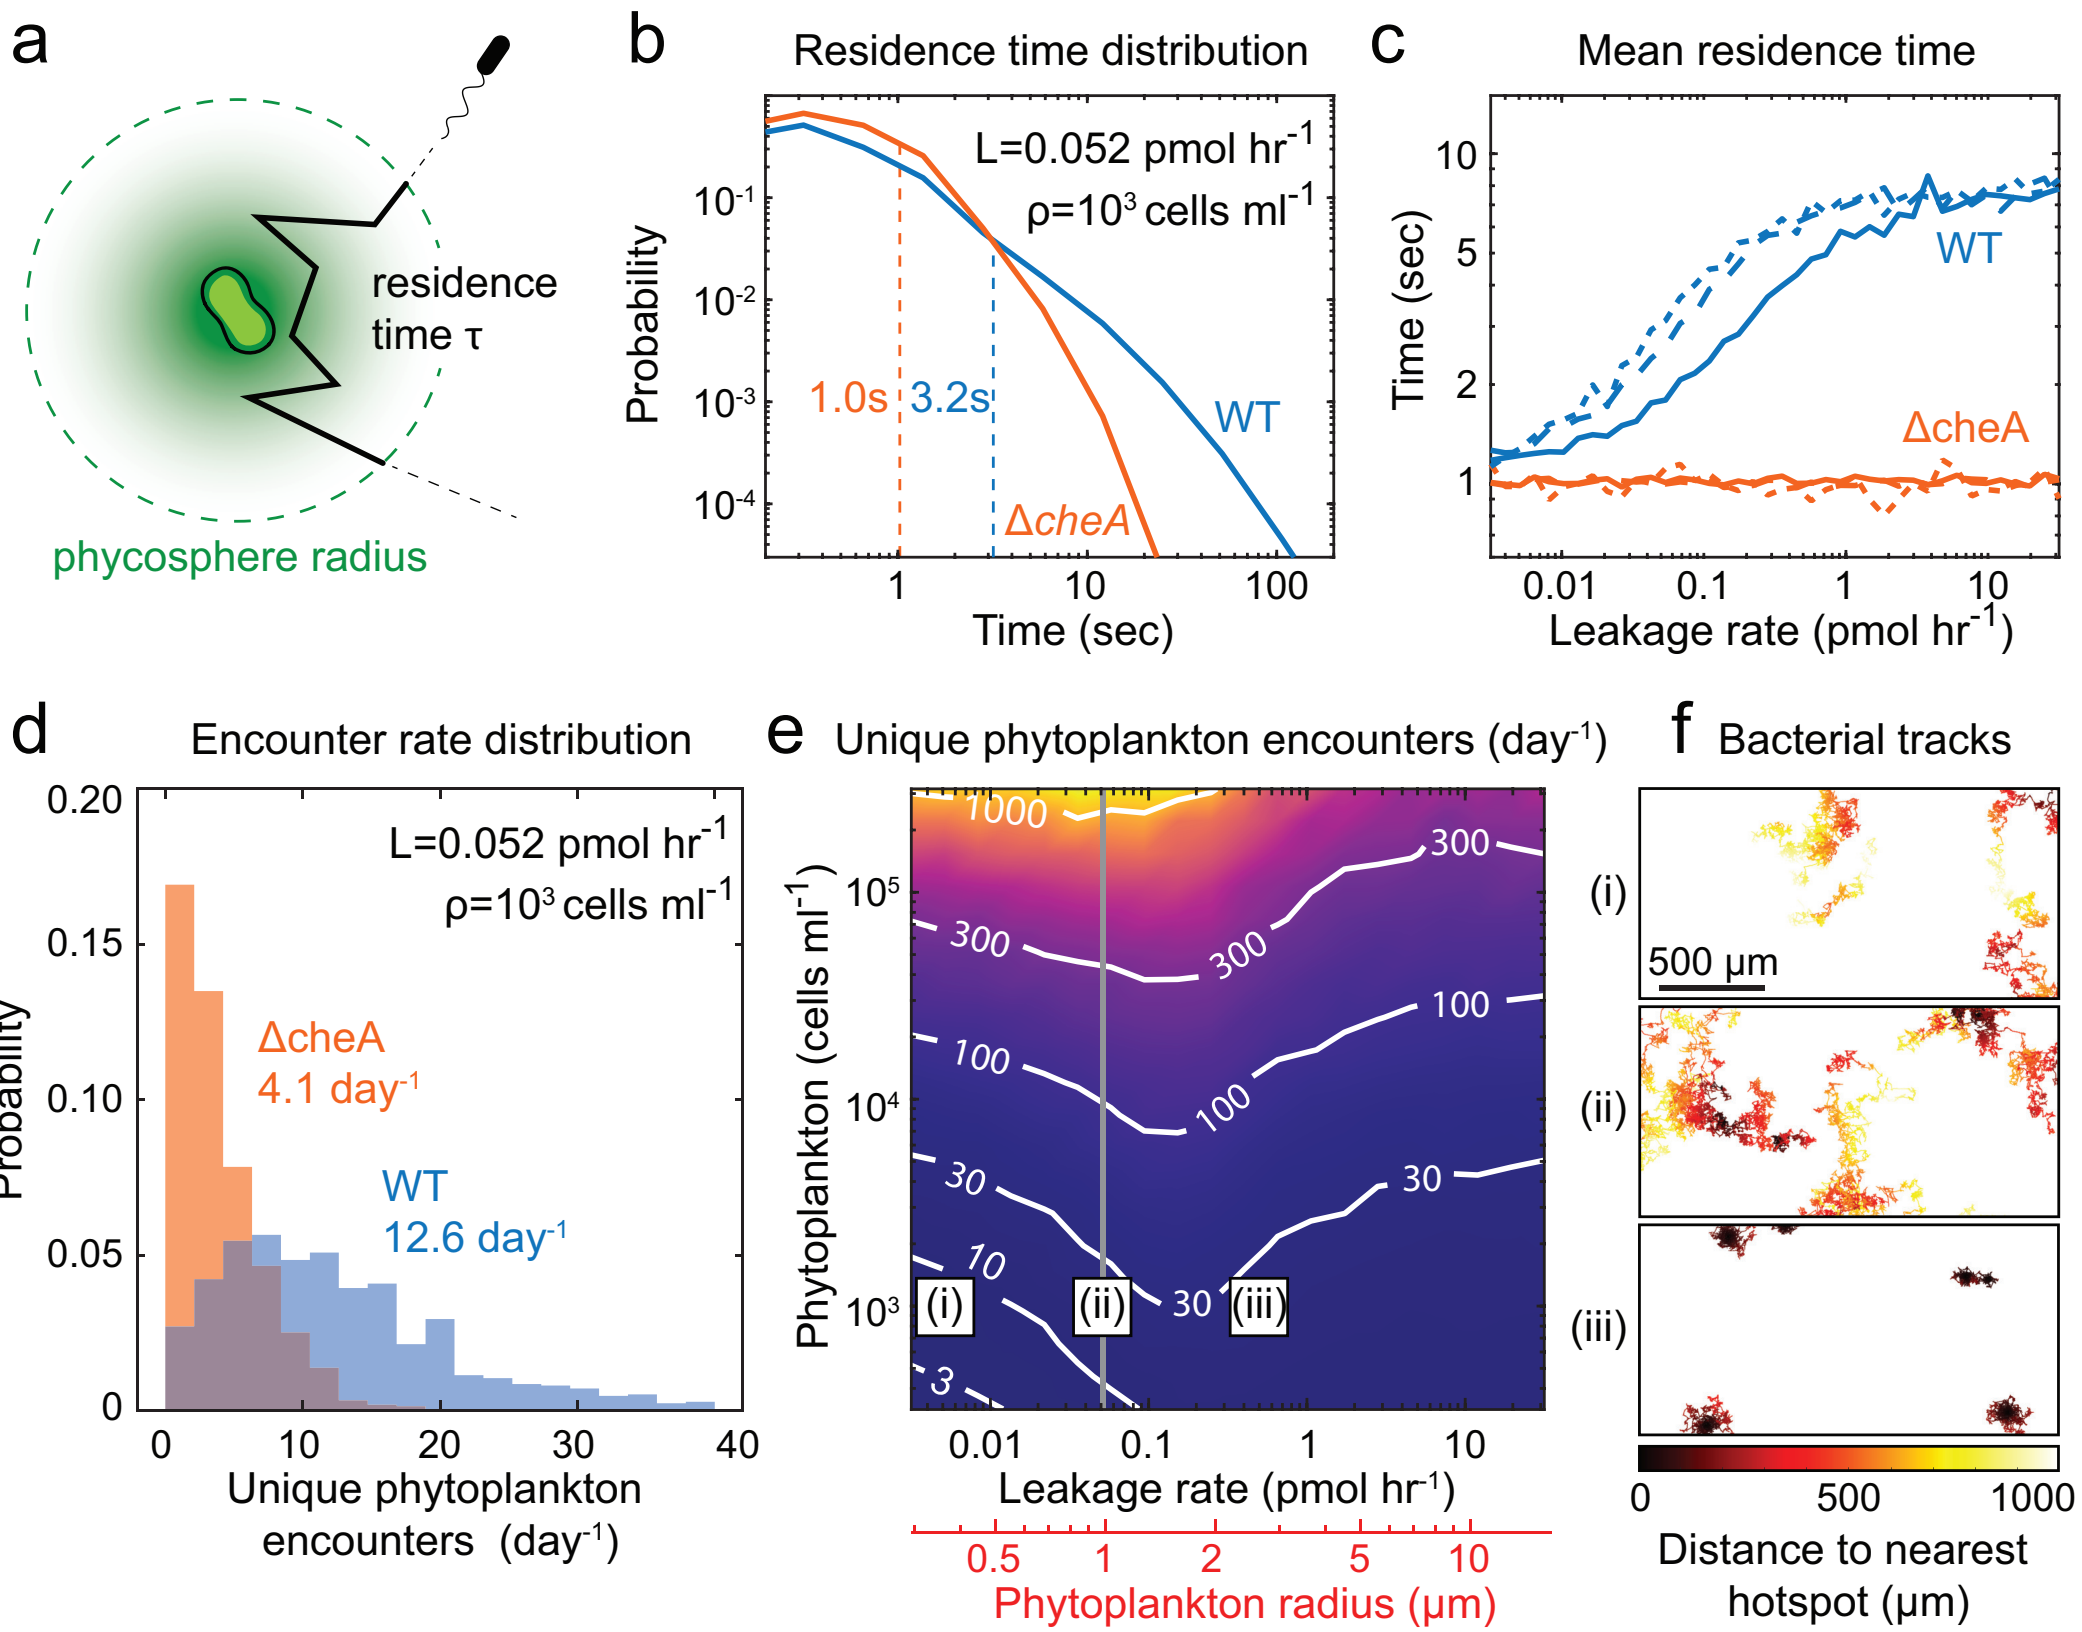 a
residence
time τ
phycosphere radius
b
Residence time distribution
L=0.052 pmol hr-1
ρ=10³ cells ml-1
Probability
10-1
10-2
10-3
10-4
1.0s
3.2s
WT
ΔcheA
1 10 100
Time (sec)
c
Mean residence time
Time (sec)
10
5
2
1
WT
ΔcheA
0.01 0.1 1 10
Leakage rate (pmol hr-1)
d
Encounter rate distribution
L=0.052 pmol hr-1
ρ=10³ cells ml-1
Probability
0.20
0.15
0.10
0.05
0
ΔcheA
4.1 day-1
WT
12.6 day-1
0 10 20 30 40
Unique phytoplankton
encounters (day-1)
e
Unique phytoplankton encounters (day-1)
Phytoplankton (cells ml-1)
10⁵
10⁴
10³
1000
300
300
300
100
100
100
30
30
30
10
3
(i)
(ii)
(iii)
0.01 0.1 1 10
Leakage rate (pmol hr-1)
0.5 1 2 5 10
Phytoplankton radius (μm)
f
Bacterial tracks
(i)
500 μm
(ii)
(iii)
0 500 1000
Distance to nearest
hotspot (μm)